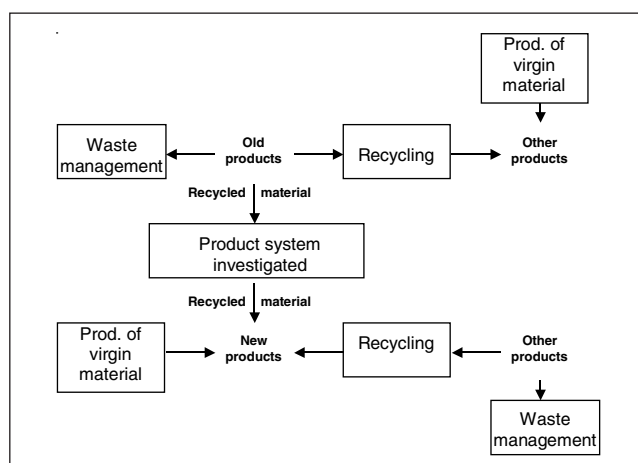 Prod. of
virgin
material
Waste
management
Old
products
Recycling
Other
products
Recycled material
Product system
investigated
Recycled material
Prod. of
virgin
material
New
products
Recycling
Other
products
Waste
management